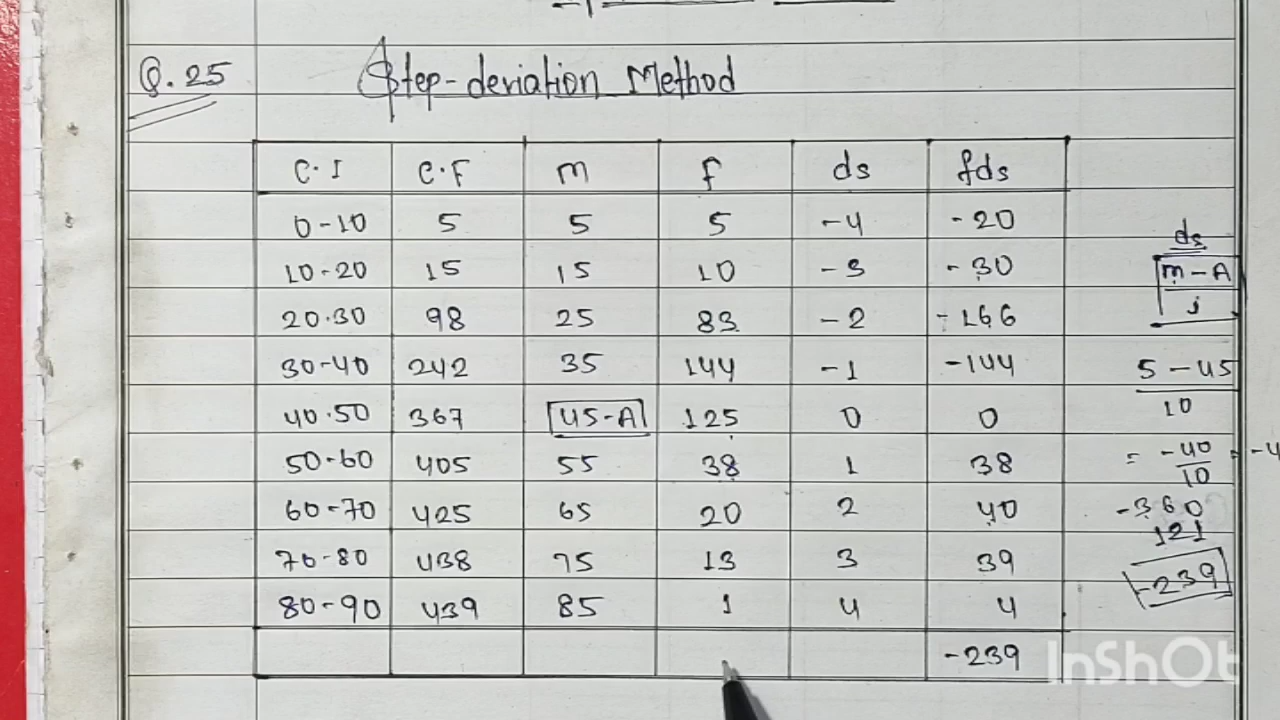 Q.25 Step-deviation Method
C.I C.F m f ds fds
0-10 5 5 5 -4 -20
10-20 15 15 10 -3 -30
20.30 98 25 83 -2 -166
30-40 242 35 144 -1 -144
40.50 367 45-A 125 0 0
50-60 405 55 38 1 38
60-70 425 65 20 2 40
70-80 438 75 13 3 39
80-90 439 85 1 4 4
-239
ds
m-A
i
5-45
10
= -40 = -4
10
-360
121
-239
InShOt